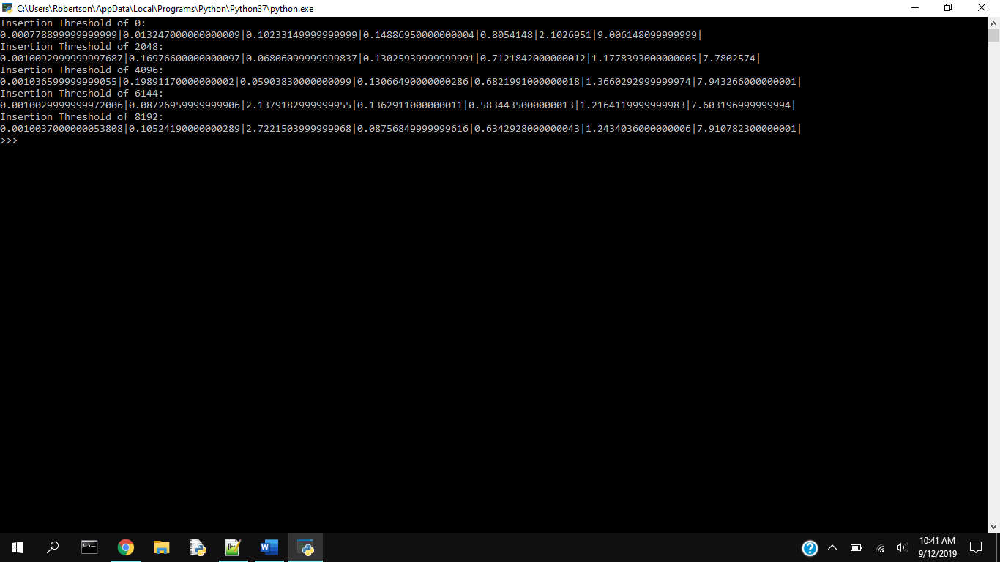 C:\Users\Robertson\AppData\Local\Programs\Python\Python37\python.exe
Insertion Threshold of 0:
0.000778899999999999|0.013247000000000009|0.10233149999999999|0.14886950000000004|0.8054148|2.1026951|9.006148099999999|
Insertion Threshold of 2048:
0.0010092999999997687|0.16976600000000097|0.06806099999999837|0.13025939999999991|0.7121842000000012|1.1778393000000005|7.7802574|
Insertion Threshold of 4096:
0.001036599999999055|0.19891170000000002|0.05903830000000099|0.13066490000000286|0.6821991000000018|1.3660292999999974|7.943266000000001|
Insertion Threshold of 6144:
0.0010029999999972006|0.08726959999999906|2.1379182999999955|0.1362911000000011|0.5834435000000013|1.2164119999999983|7.603196999999994|
Insertion Threshold of 8192:
0.0010037000000053808|0.10524190000000289|2.7221503999999968|0.08756849999999616|0.6342928000000043|1.2434036000000006|7.910782300000001|
>>>
10:41 AM
9/12/2019